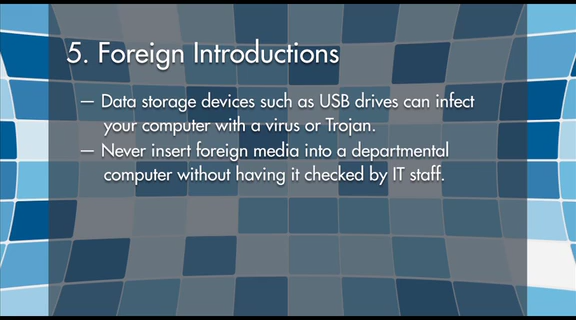 5. Foreign Introductions
— Data storage devices such as USB drives can infect
your computer with a virus or Trojan.
— Never insert foreign media into a departmental
computer without having it checked by IT staff.